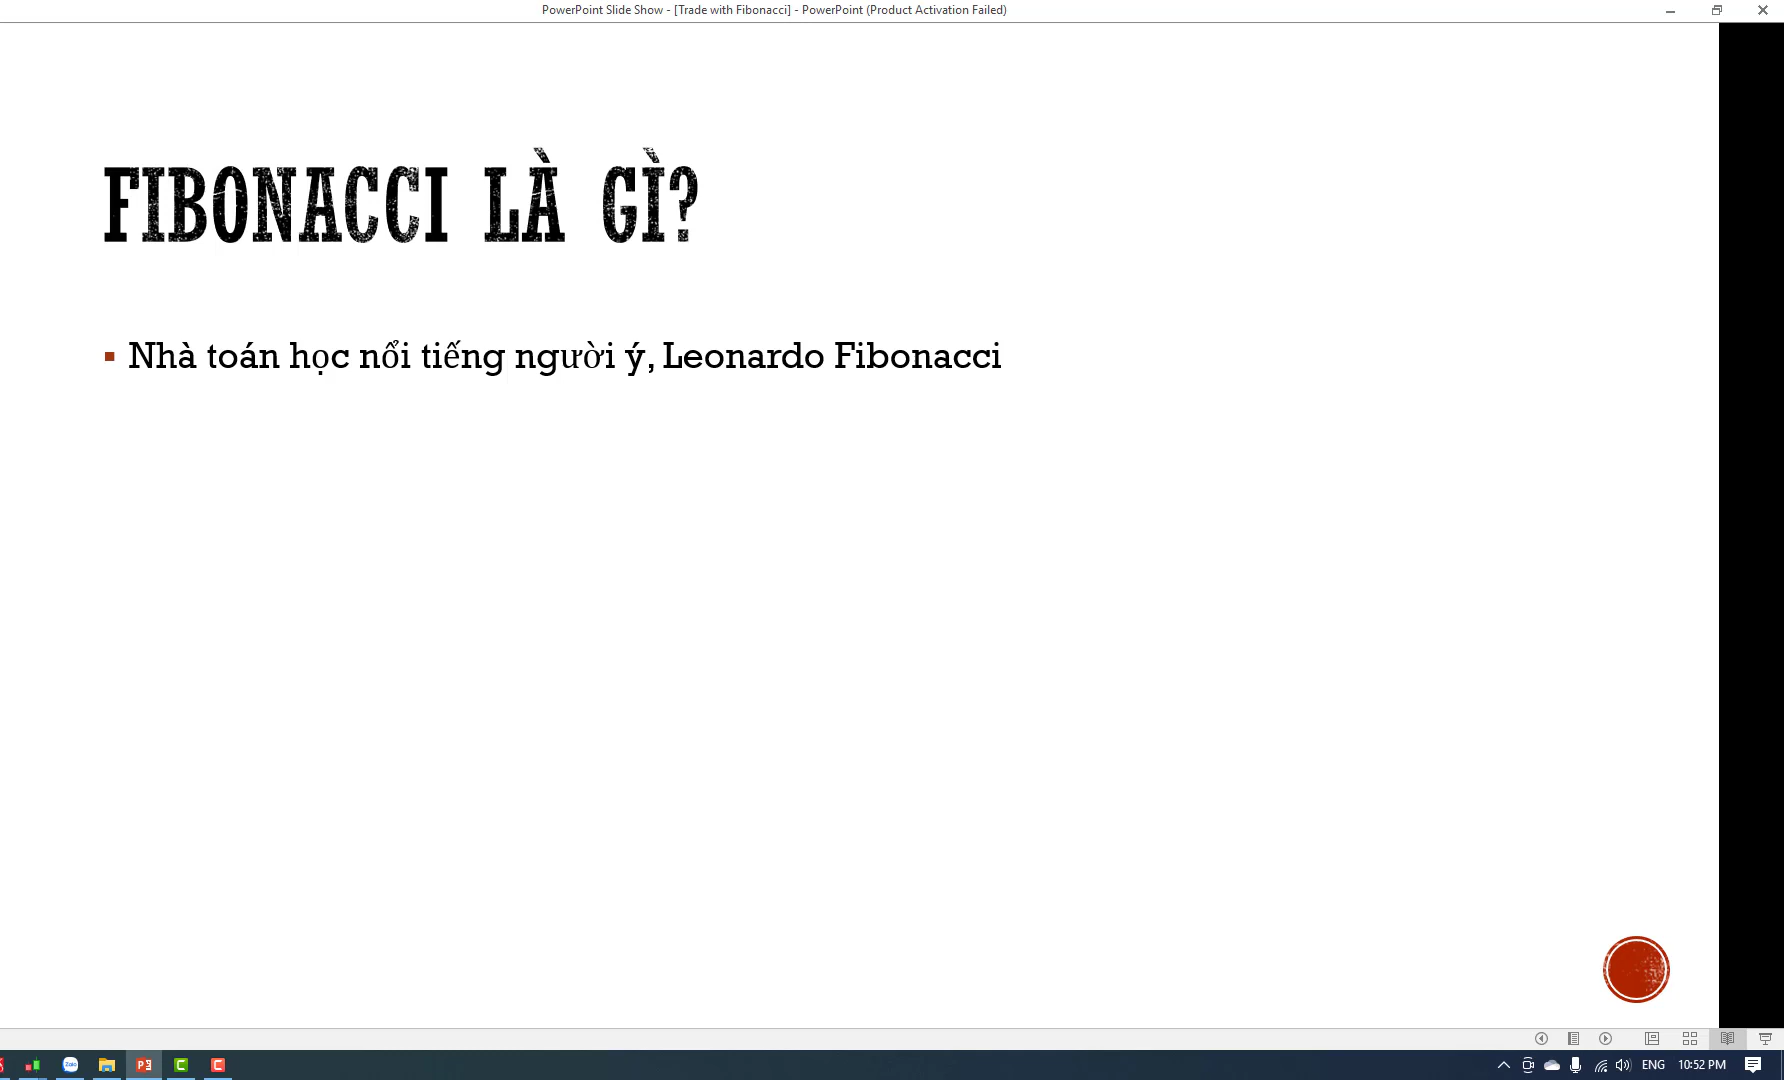 PowerPoint Slide Show - [Trade with Fibonacci] - PowerPoint (Product Activation Failed)
FIBONACCI LÀ GÌ?
Nhà toán học nổi tiếng người ý, Leonardo Fibonacci
Zalo
ENG 10:52 PM